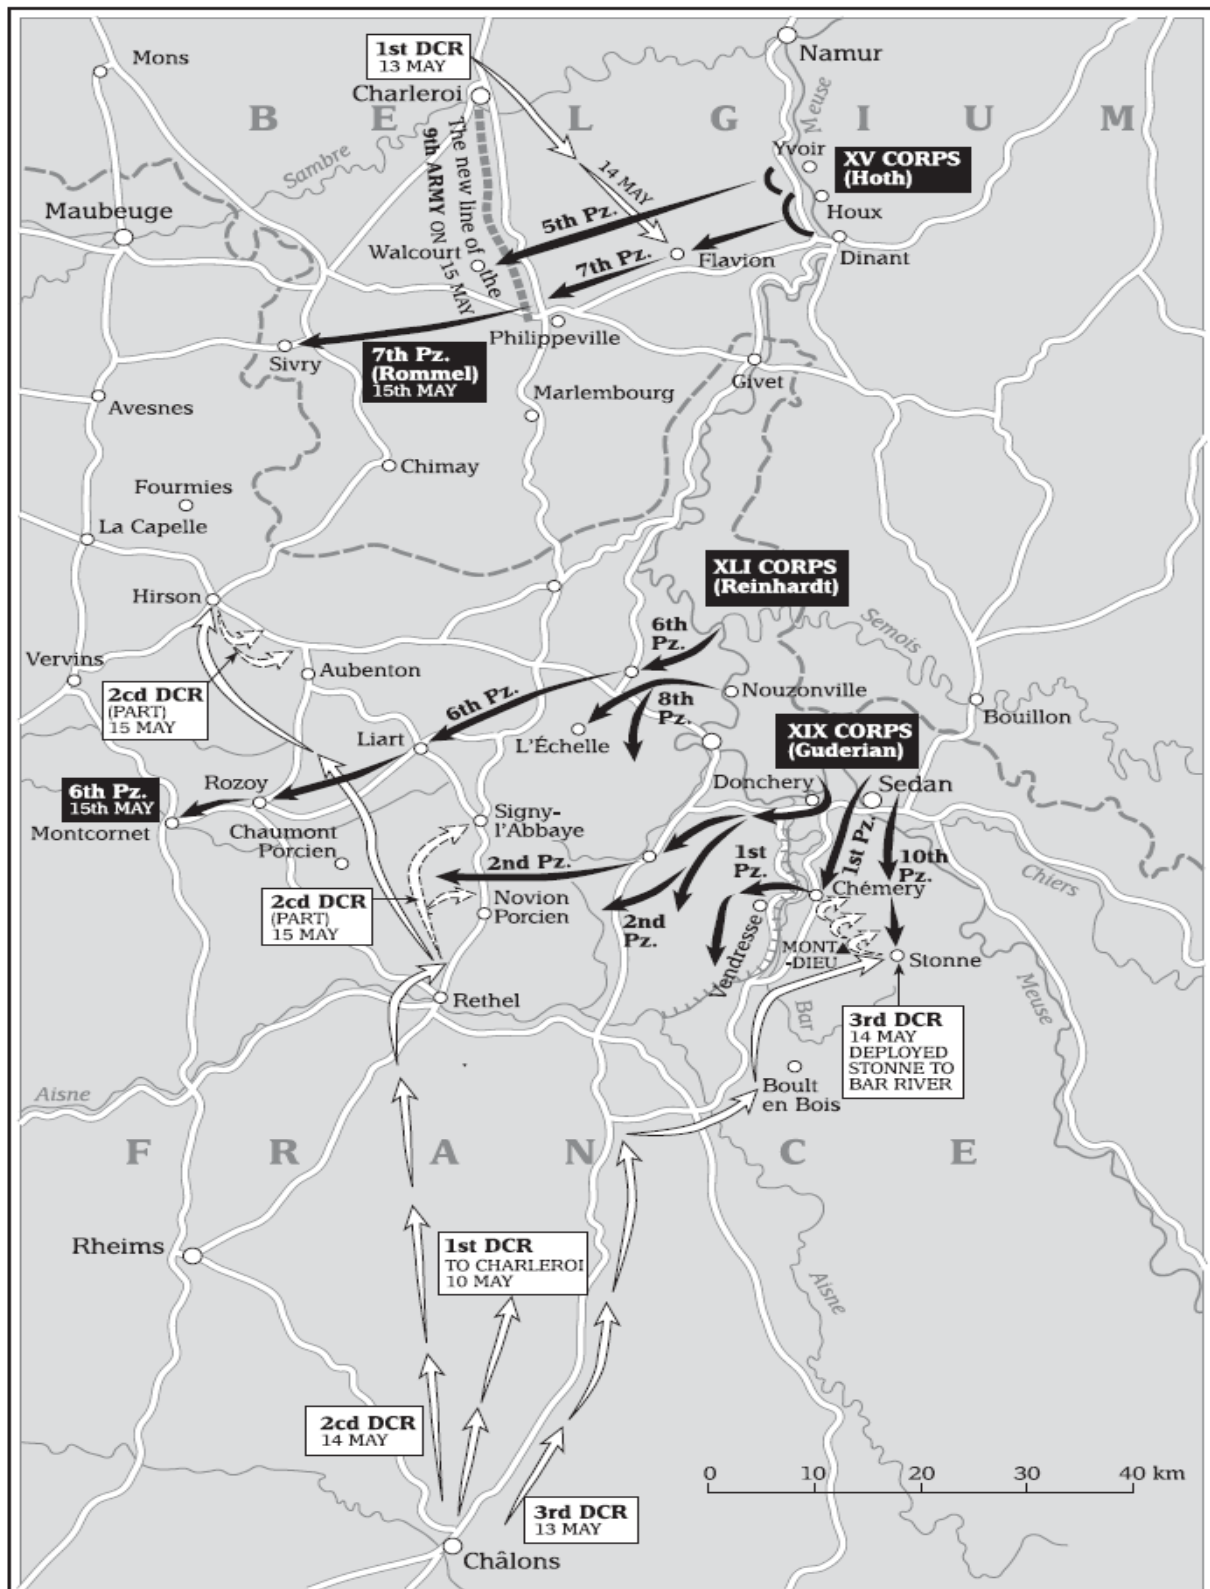 1st DCR
13 MAY
Mons
Namur
Charleroi
B E L G I U M
Meuse
Sambre
Yvoir
XV CORPS
(Hoth)
14 MAY
The new line of the
9th ARMY ON 15 MAY
5th Pz.
Houx
Maubeuge
Walcourt
7th Pz.
Flavion
Dinant
Philippeville
Sivry
7th Pz.
(Rommel)
15th MAY
Givet
Avesnes
Marlembourg
Chimay
Fourmies
La Capelle
XLI CORPS
(Reinhardt)
Hirson
Semois
6th
Pz.
Vervins
Aubenton
2cd DCR
(PART)
15 MAY
6th Pz.
8th
Pz.
Nouzonville
Bouillon
Liart
L'Échelle
XIX CORPS
(Guderian)
6th Pz.
15th MAY
Rozoy
Donchery
Sedan
Montcornet
Chaumont
Porcien
Signy-
l'Abbaye
1st Pz.
2nd Pz.
1st
Pz.
10th
Pz.
Chiers
Chémery
2cd DCR
(PART)
15 MAY
Novion
Porcien
2nd
Pz.
Vendresse
MONT
-DIEU
Stonne
Rethel
Bar
Meuse
3rd DCR
14 MAY
DEPLOYED
STONNE TO
BAR RIVER
Aisne
Boult
en Bois
F R A N C E
Rheims
1st DCR
TO CHARLEROI
10 MAY
Aisne
2cd DCR
14 MAY
0 10 20 30 40 km
3rd DCR
13 MAY
Châlons